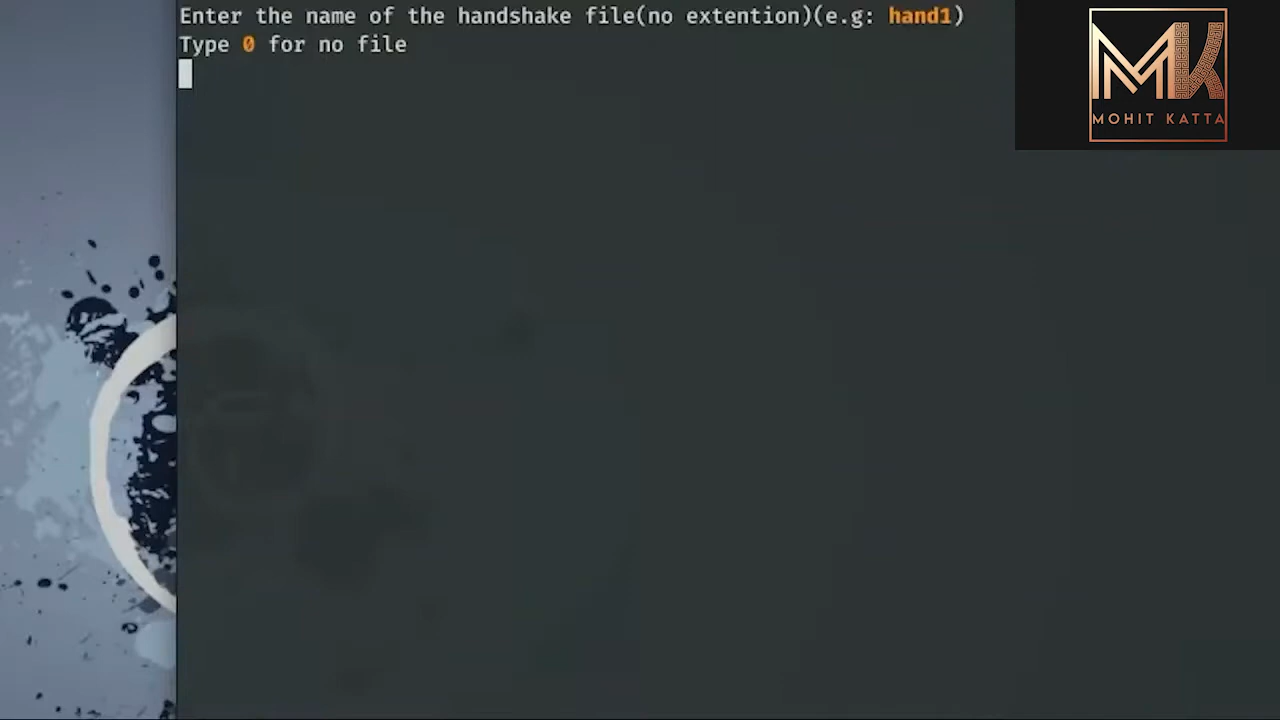 Enter the name of the handshake file(no extention)(e.g: hand1)
Type 0 for no file
MK
MOHIT KATTA